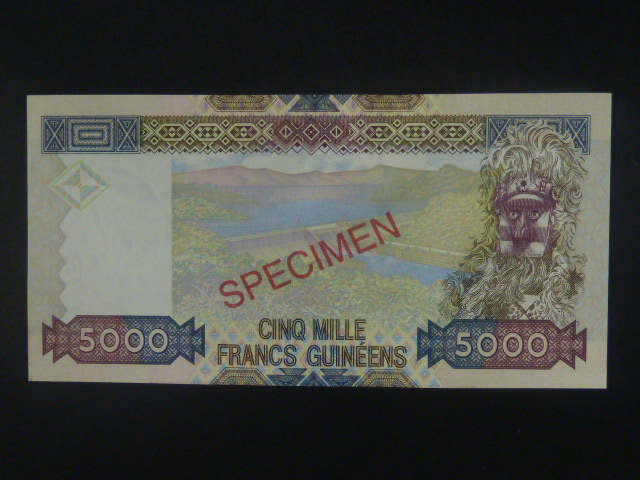 SPECIMEN
CINQ MILLE
FRANCS GUINÉENS
5000
5000